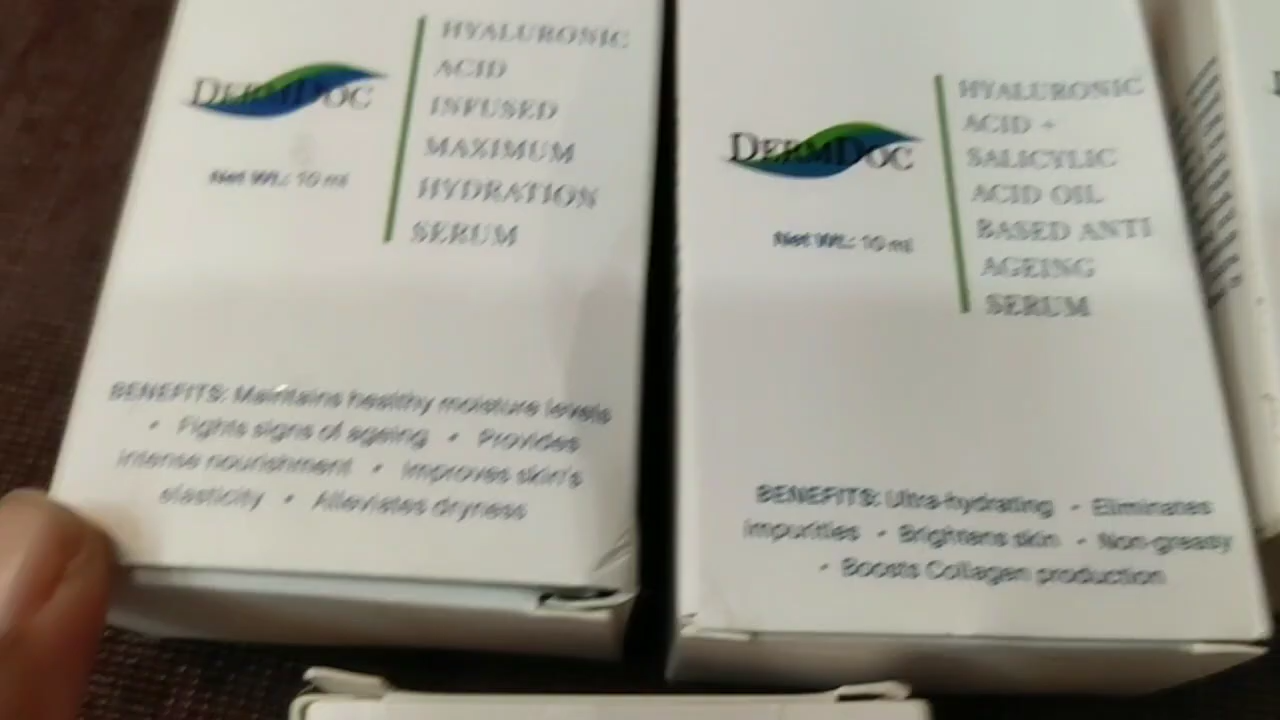 DERMDOC
Net Wt.: 10 ml
HYALURONIC
ACID
INFUSED
MAXIMUM
HYDRATION
SERUM
BENEFITS: Maintains healthy moisture levels
• Fights signs of ageing • Provides
intense nourishment • Improves skin's
elasticity • Alleviates dryness
DERMDOC
Net Wt.: 10 ml
HYALURONIC
ACID +
SALICYLIC
ACID OIL
BASED ANTI
AGEING
SERUM
BENEFITS: Ultra-hydrating • Eliminates
impurities • Brightens skin • Non-greasy
• Boosts Collagen production